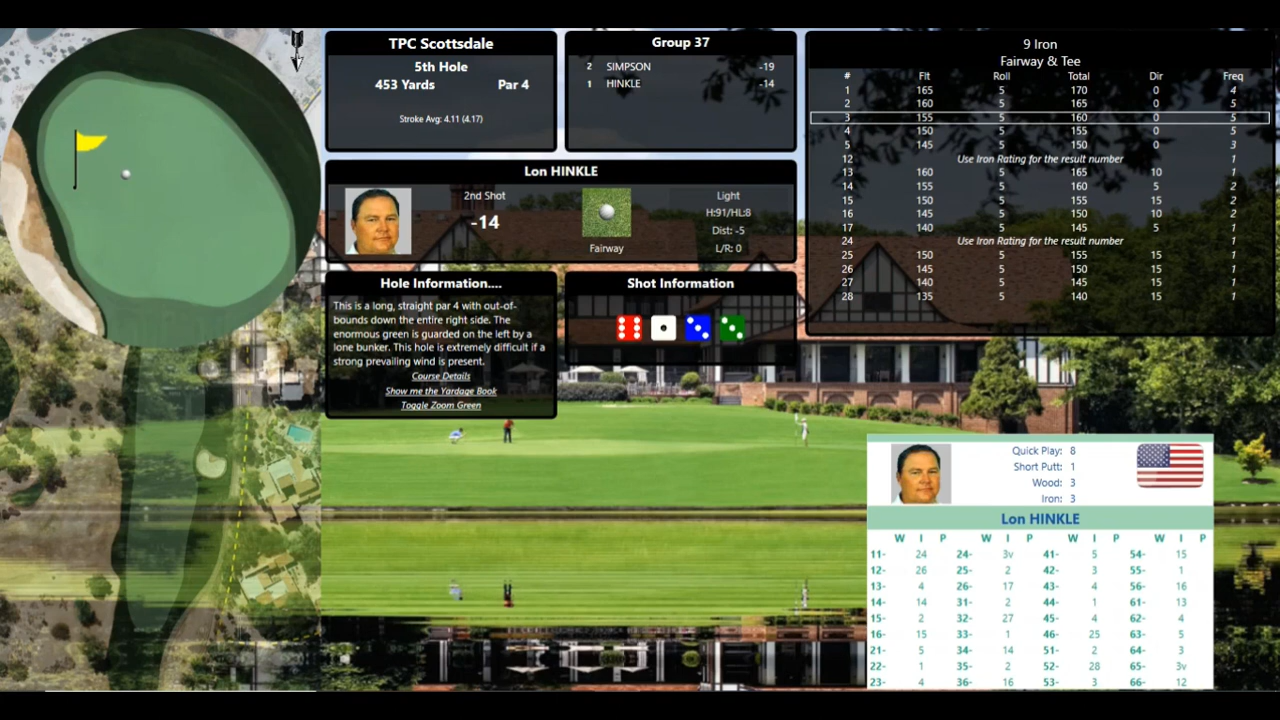 TPC Scottsdale
5th Hole
453 Yards Par 4
Stroke Avg: 4.11 (4.17)
Group 37
2 SIMPSON -19
1 HINKLE -14
Lon HINKLE
2nd Shot
-14
Fairway
Light
H:91/HL:8
Dist: -5
L/R: 0
Hole Information....
This is a long, straight par 4 with out-of-
bounds down the entire right side. The
enormous green is guarded on the left by a
lone bunker. This hole is extremely difficult if a
strong prevailing wind is present.
Course Details
Show me the Yardage Book
Toggle Zoom Green
Shot Information
9 Iron
Fairway & Tee
# Flt Roll Total Dir Freq
1 165 5 170 0 4
2 160 5 165 0 5
3 155 5 160 0 5
4 150 5 155 0 5
5 145 5 150 0 3
12 Use Iron Rating for the result number 1
13 160 5 165 10 1
14 155 5 160 5 2
15 150 5 155 15 2
16 145 5 150 10 2
17 140 5 145 5 1
24 Use Iron Rating for the result number 1
25 150 5 155 15 1
26 145 5 150 15 1
27 140 5 145 15 1
28 135 5 140 15 1
Quick Play: 8
Short Putt: 1
Wood: 3
Iron: 3
Lon HINKLE
W I P W I P W I P W I P
11- 24 24- 3v 41- 5 54- 15
12- 26 25- 2 42- 3 55- 1
13- 4 26- 17 43- 4 56- 16
14- 14 31- 2 44- 1 61- 13
15- 2 32- 27 45- 4 62- 4
16- 15 33- 1 46- 25 63- 5
21- 5 34- 14 51- 2 64- 3
22- 1 35- 2 52- 28 65- 3v
23- 4 36- 16 53- 3 66- 12